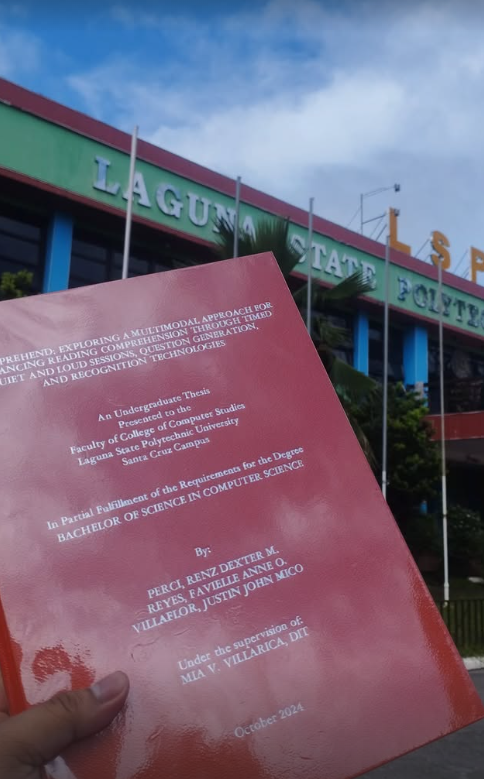 LAGUNA STATE POLYTEC
LSP
PREHEND: EXPLORING A MULTIMODAL APPROACH FOR
ANCING READING COMPREHENSION THROUGH TIMED
UIET AND LOUD SESSIONS, QUESTION GENERATION,
AND RECOGNITION TECHNOLOGIES
An Undergraduate Thesis
Presented to the
Faculty of College of Computer Studies
Laguna State Polytechnic University
Santa Cruz Campus
In Partial Fulfillment of the Requirements for the Degree
BACHELOR OF SCIENCE IN COMPUTER SCIENCE
By:
PERCI, RENZ DEXTER M.
REYES, FAVIELLE ANNE O.
VILLAFLOR, JUSTIN JOHN MICO
Under the supervision of:
MIA V. VILLARICA, DIT
October 2024